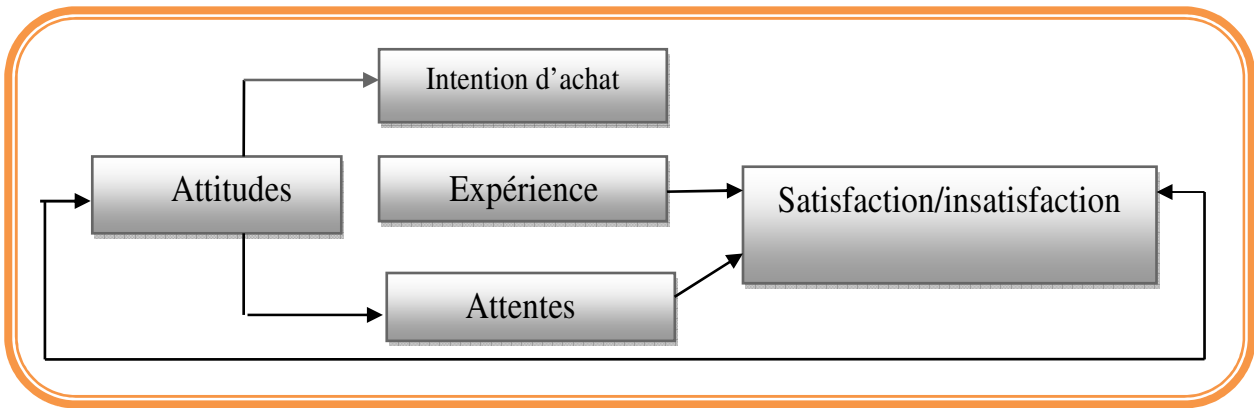 Intention d’achat
Attitudes
Expérience
Satisfaction/insatisfaction
Attentes